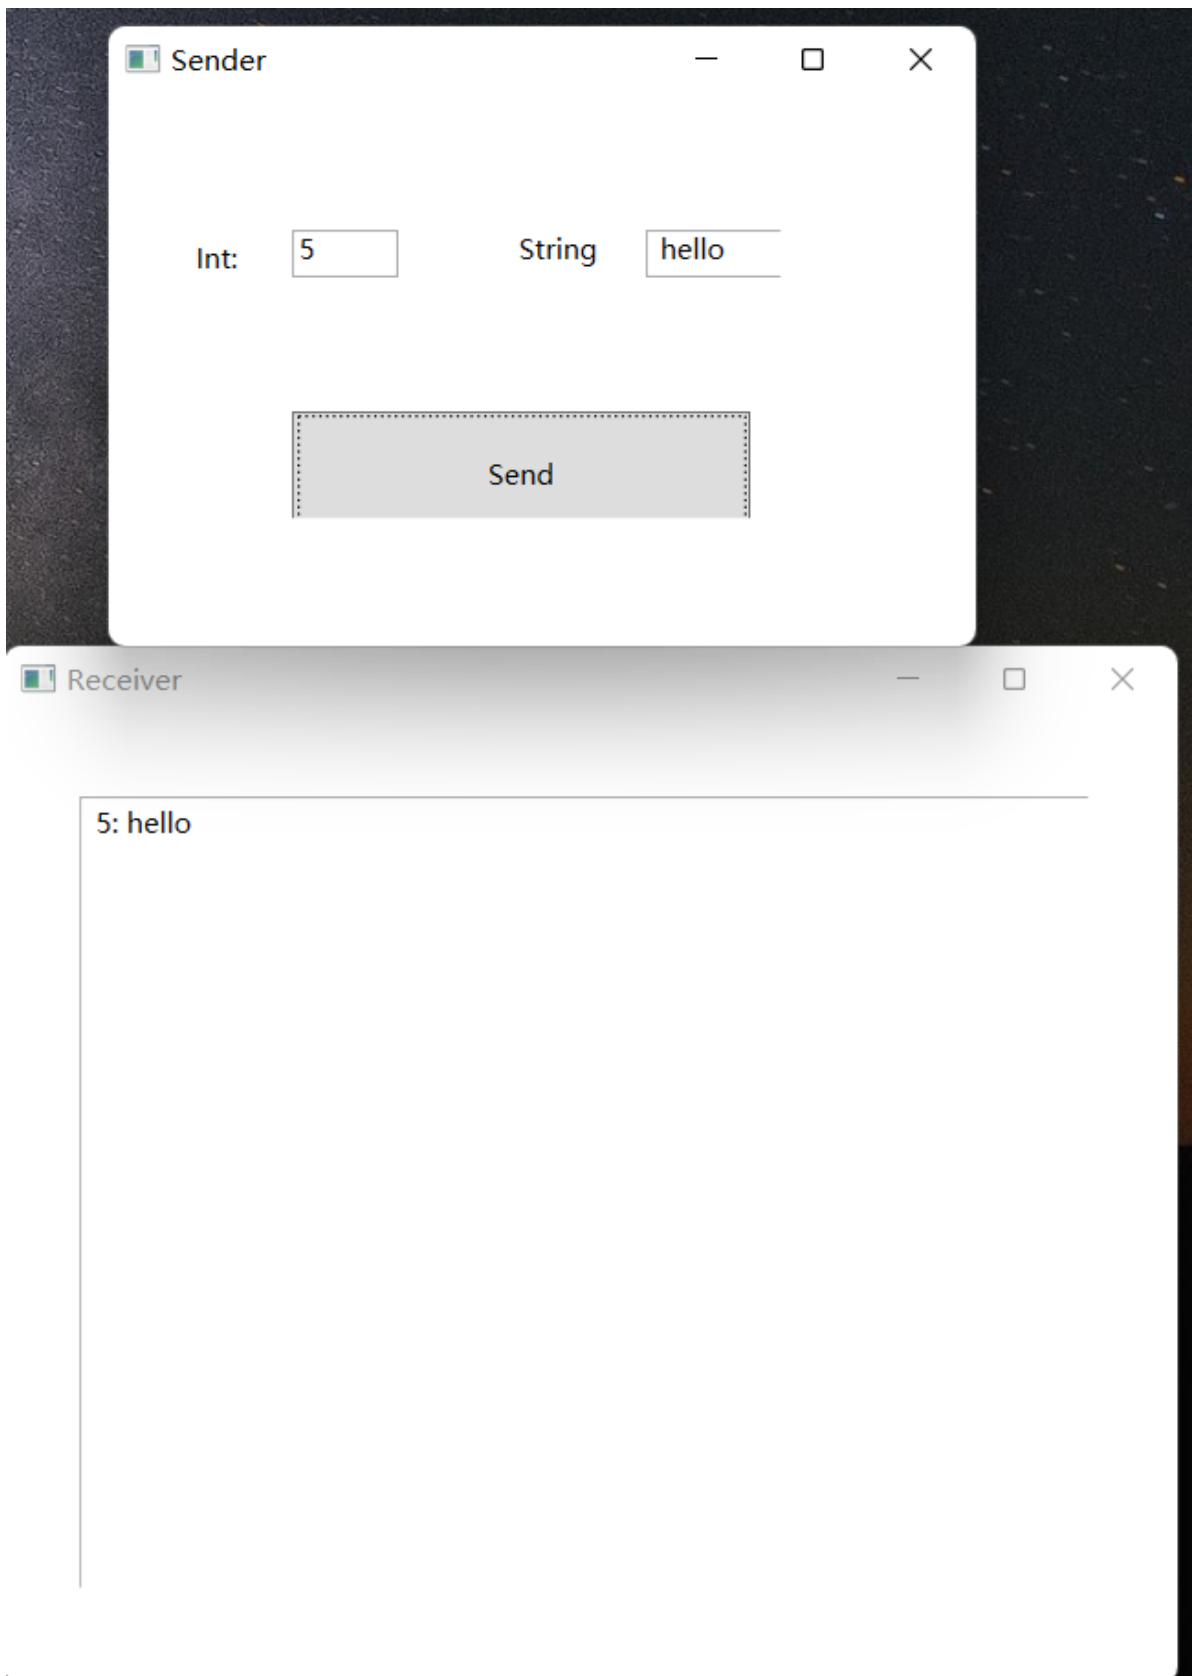 Sender
Int: 5 String hello
Send
Receiver
5: hello